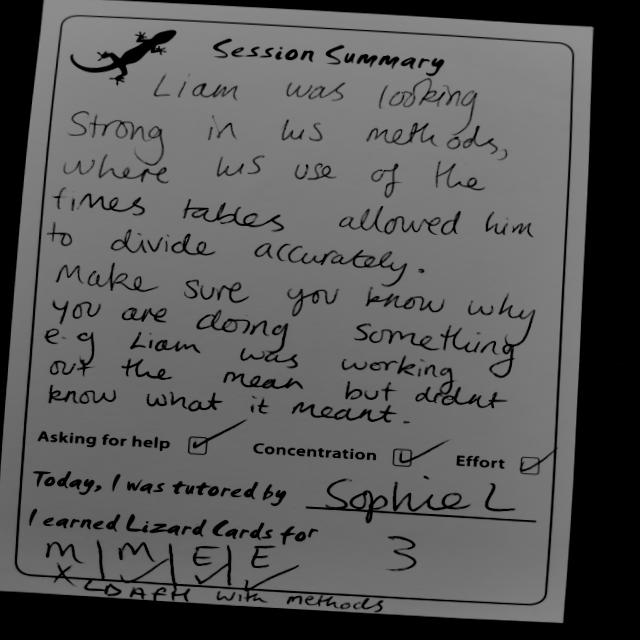 Session Summary
Liam was looking
Strong in his methods,
where his use of the
times tables allowed him
to divide accurately.
Make sure you know why
you are doing something
e.g Liam was working
out the mean but didnt
know what it meant.
Asking for help Concentration Effort
Today, I was tutored by Sophie L
I earned Lizard Cards for
M | M | E | E 3
with methods